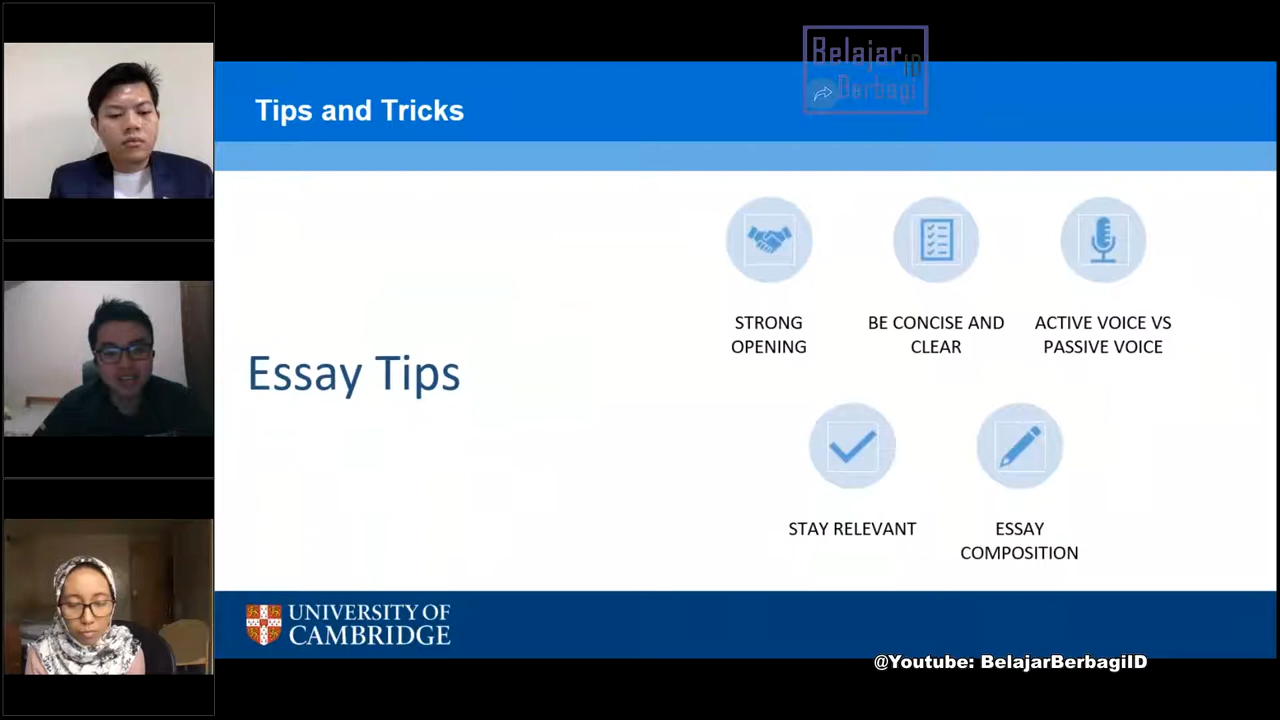 Belajar ID
Berbagi
Tips and Tricks
STRONG
OPENING
BE CONCISE AND
CLEAR
ACTIVE VOICE VS
PASSIVE VOICE
Essay Tips
STAY RELEVANT
ESSAY
COMPOSITION
UNIVERSITY OF
CAMBRIDGE
@Youtube: BelajarBerbagiID